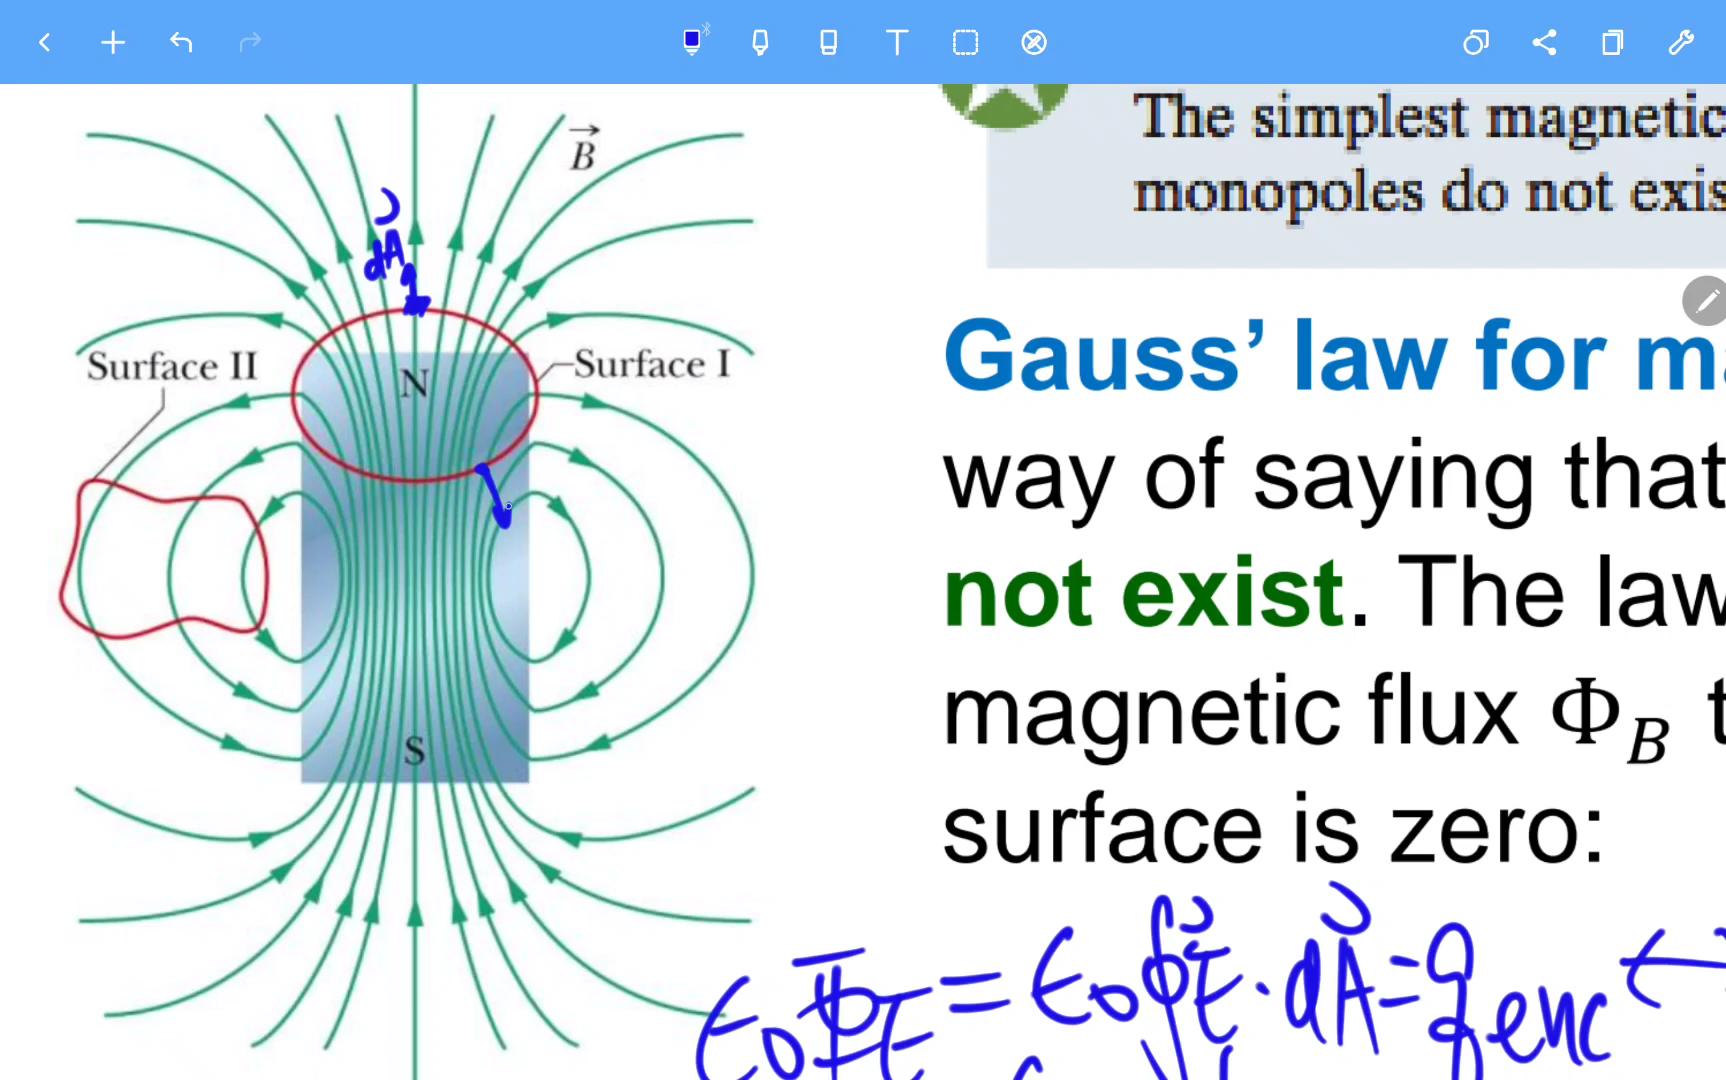 The simplest magnetic
monopoles do not exis
B
dA
Surface II
N
Surface I
S
Gauss’ law for ma
way of saying that
not exist. The law
magnetic flux Φ_B t
surface is zero:
ε₀Φ_E = ε₀∮E⃗·dA⃗ = q_enc ←